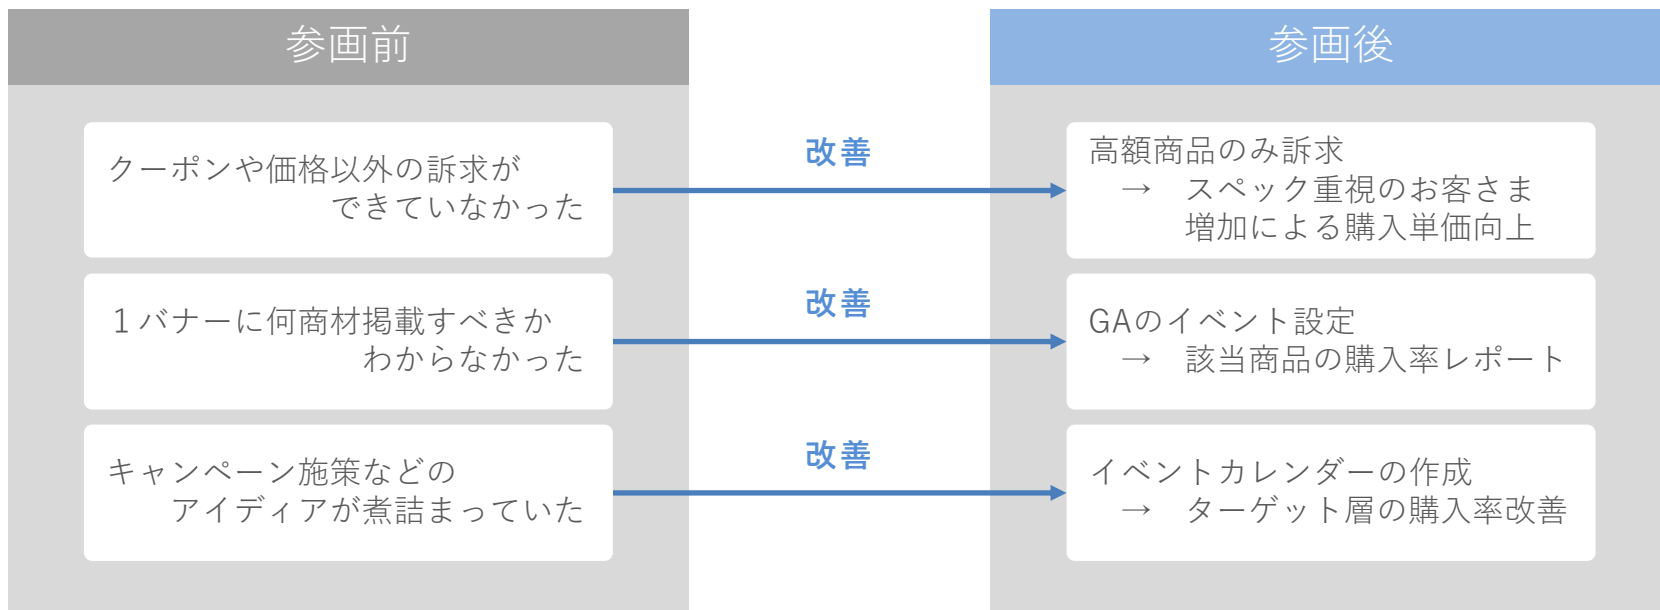 参画前
参画後
クーポンや価格以外の訴求が
できていなかった
改善
高額商品のみ訴求
→ スペック重視のお客さま
増加による購入単価向上
１バナーに何商材掲載すべきか
わからなかった
改善
GAのイベント設定
→ 該当商品の購入率レポート
キャンペーン施策などの
アイディアが煮詰まっていた
改善
イベントカレンダーの作成
→ ターゲット層の購入率改善